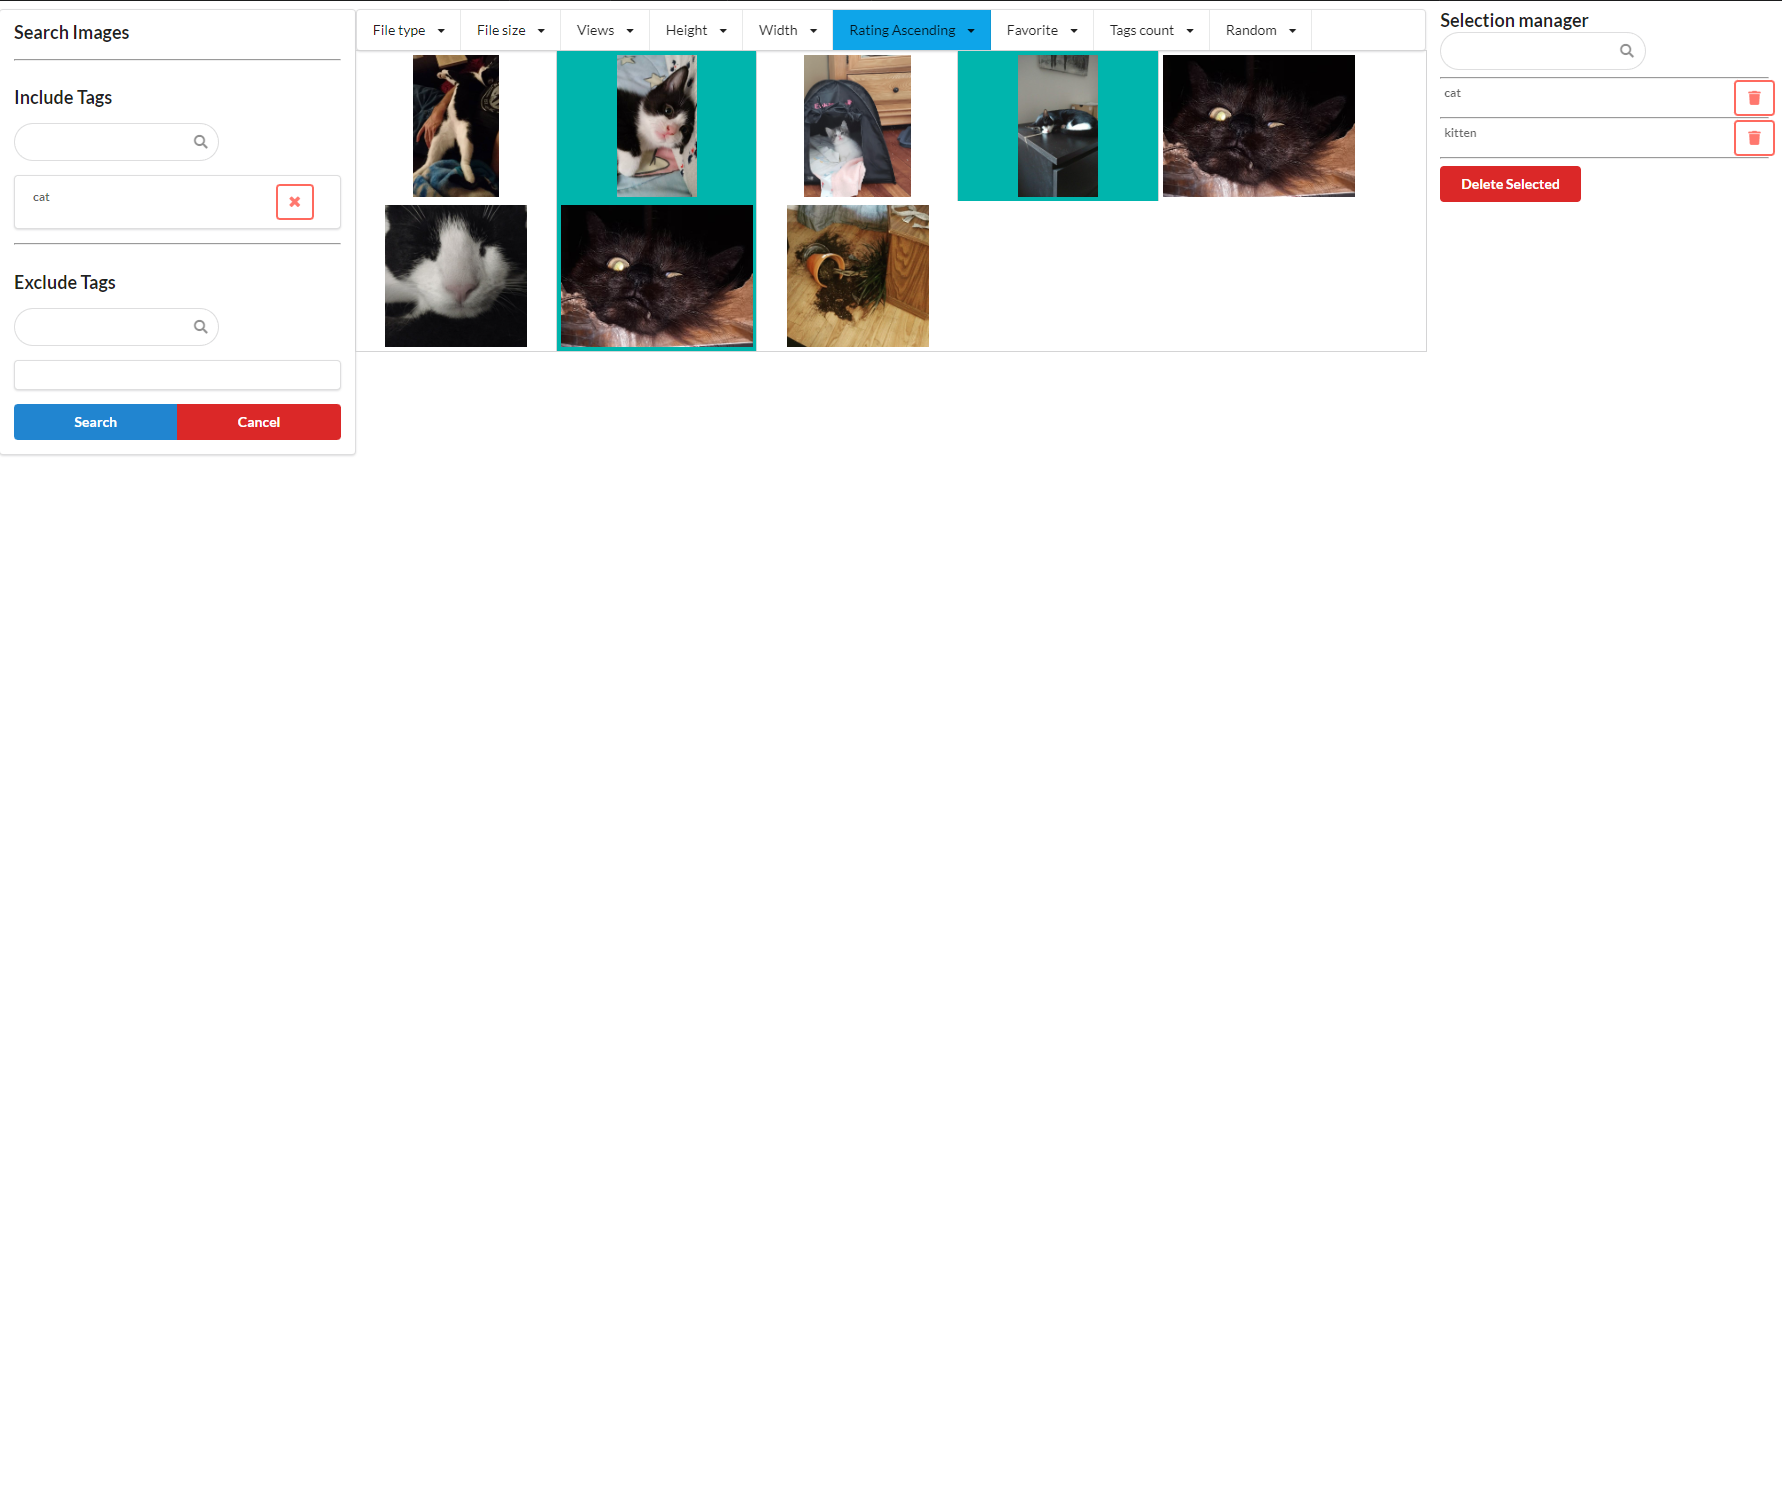 Search Images
Include Tags
cat
Exclude Tags
Search
Cancel
File type
File size
Views
Height
Width
Rating Ascending
Favorite
Tags count
Random
Selection manager
cat
kitten
Delete Selected